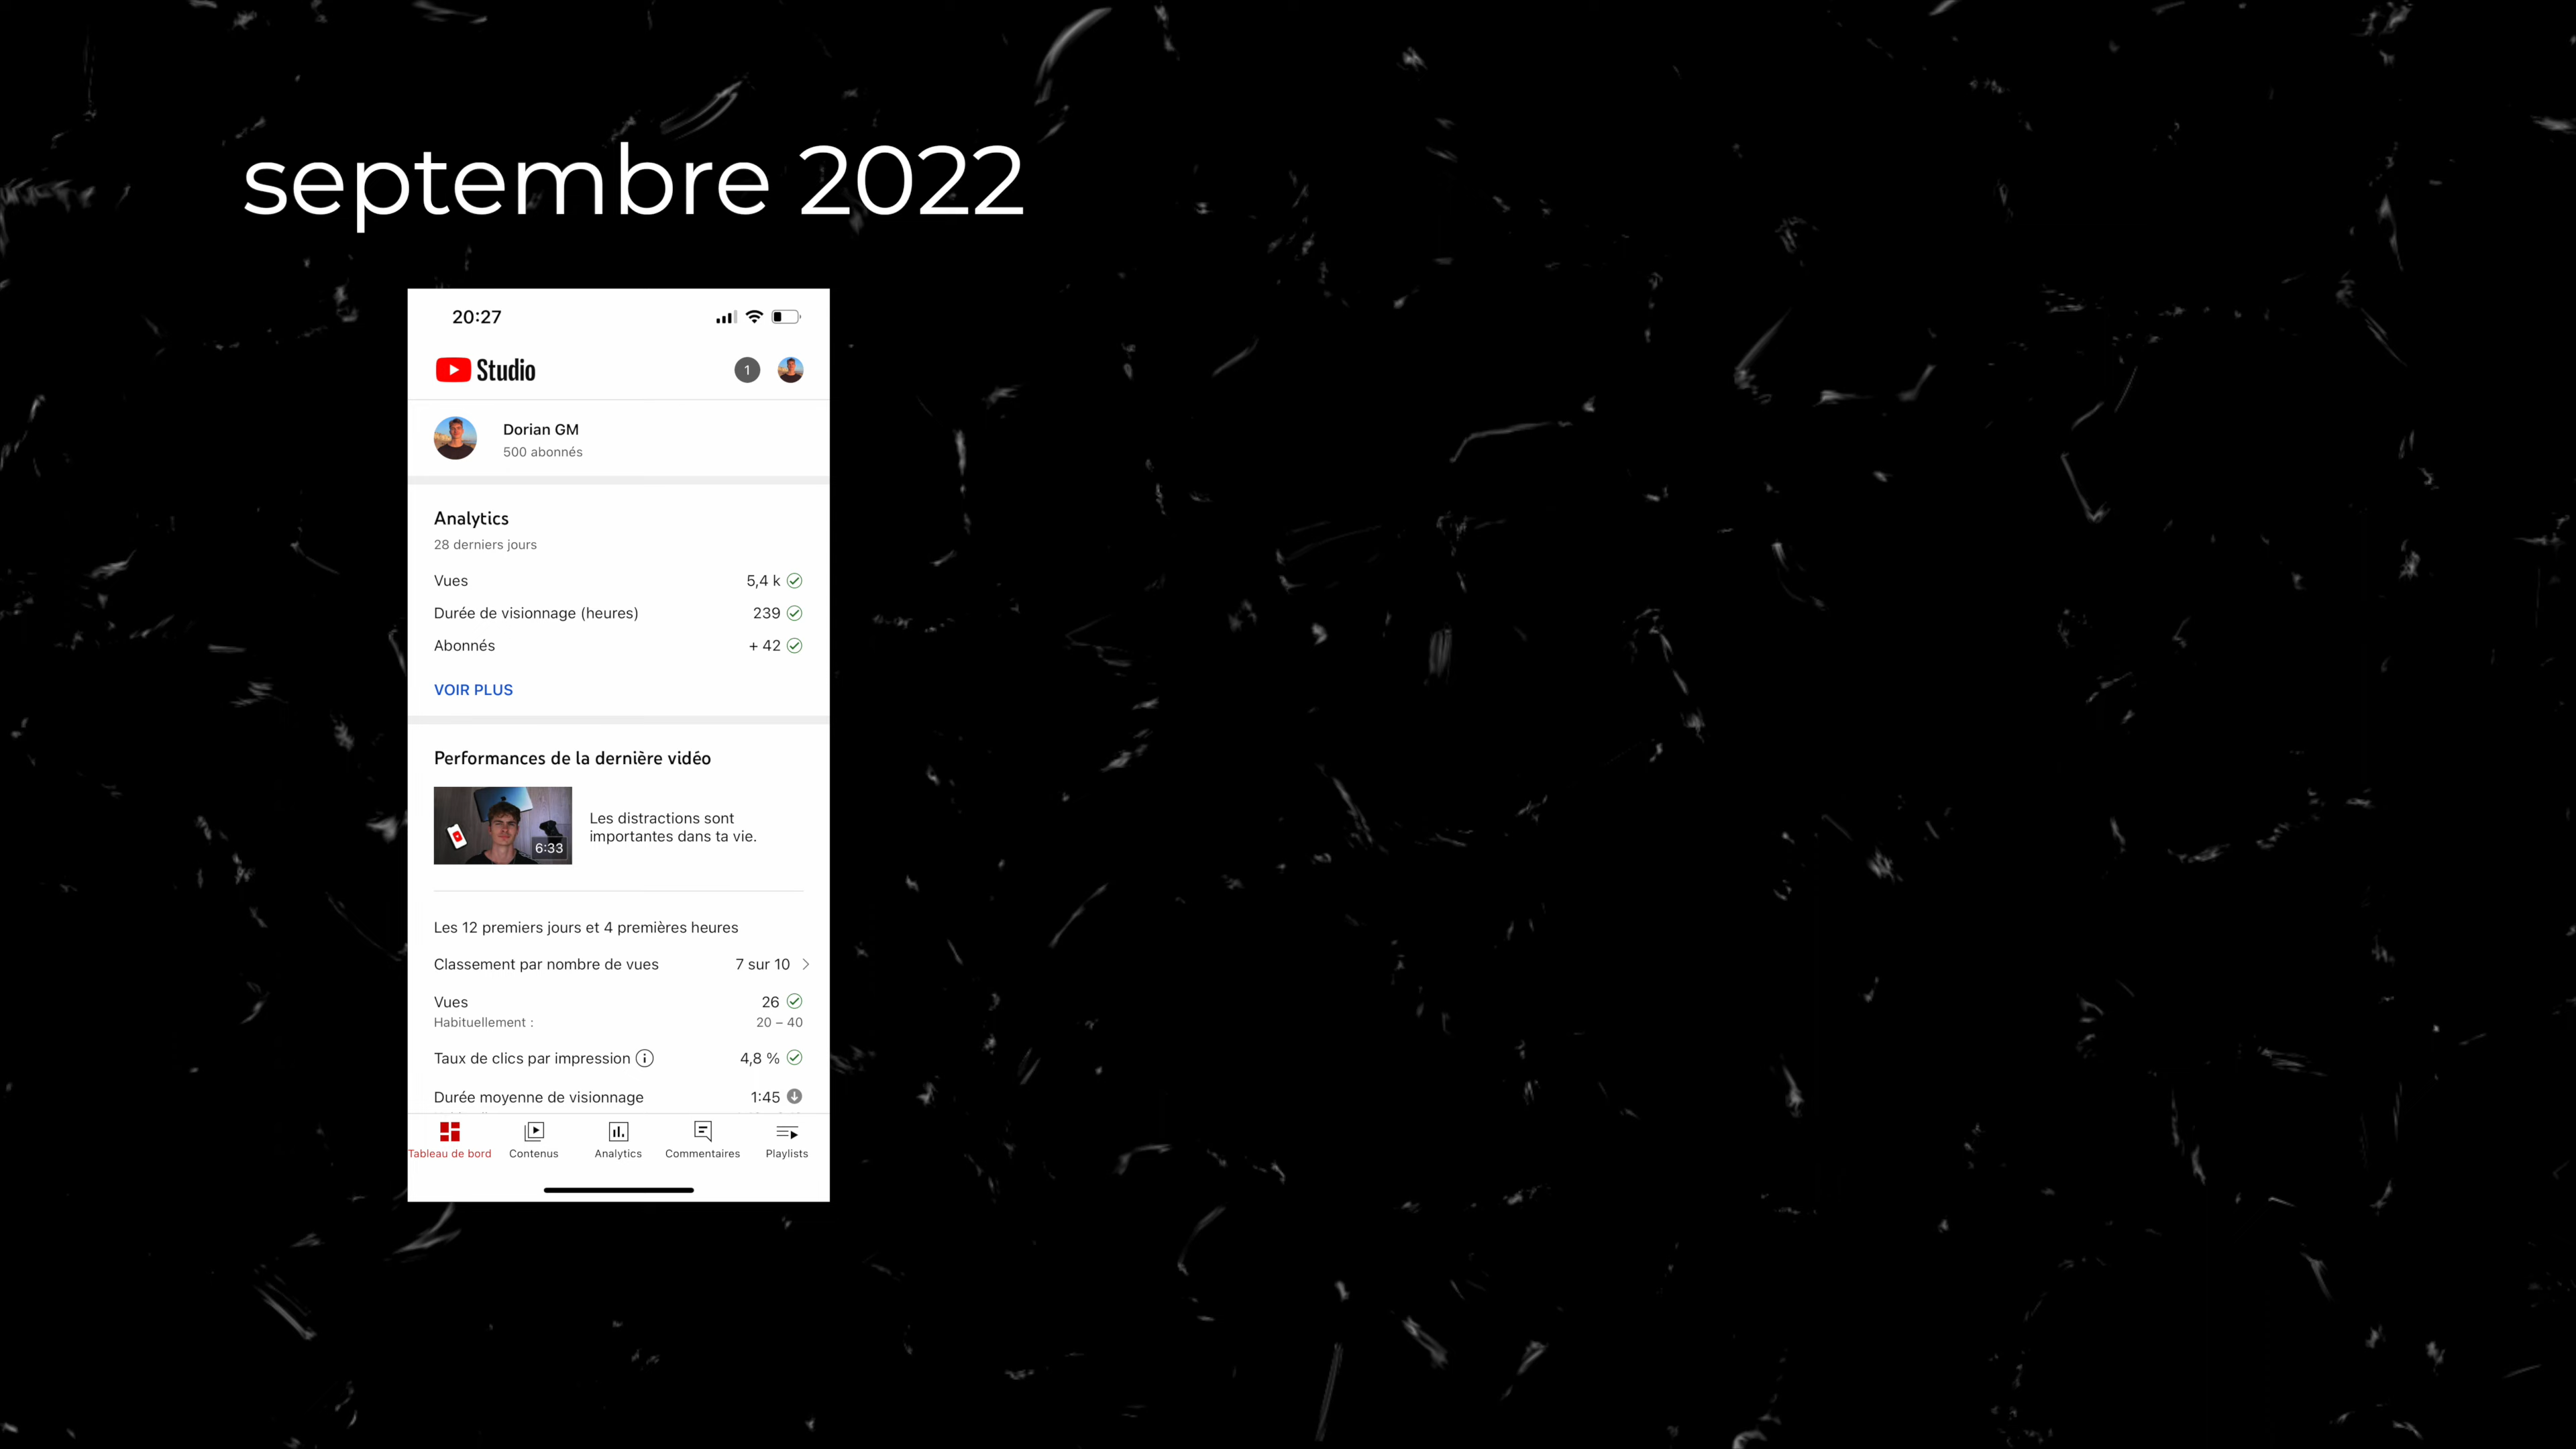 septembre 2022
20:27
Studio
1
Dorian GM
500 abonnés
Analytics
28 derniers jours
Vues 5,4 k
Durée de visionnage (heures) 239
Abonnés + 42
VOIR PLUS
Performances de la dernière vidéo
6:33
Les distractions sont
importantes dans ta vie.
Les 12 premiers jours et 4 premières heures
Classement par nombre de vues 7 sur 10
Vues 26
Habituellement : 20 – 40
Taux de clics par impression 4,8 %
Durée moyenne de visionnage 1:45
Tableau de bord Contenus Analytics Commentaires Playlists